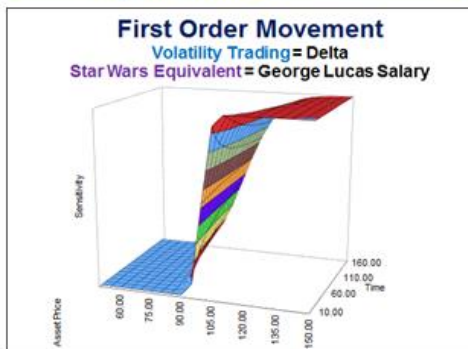 First Order Movement
Volatility Trading = Delta
Star Wars Equivalent = George Lucas Salary
Sensitivity
160.00
110.00
60.00
10.00
Time
Asset Price
60.00
75.00
90.00
105.00
120.00
135.00
150.00